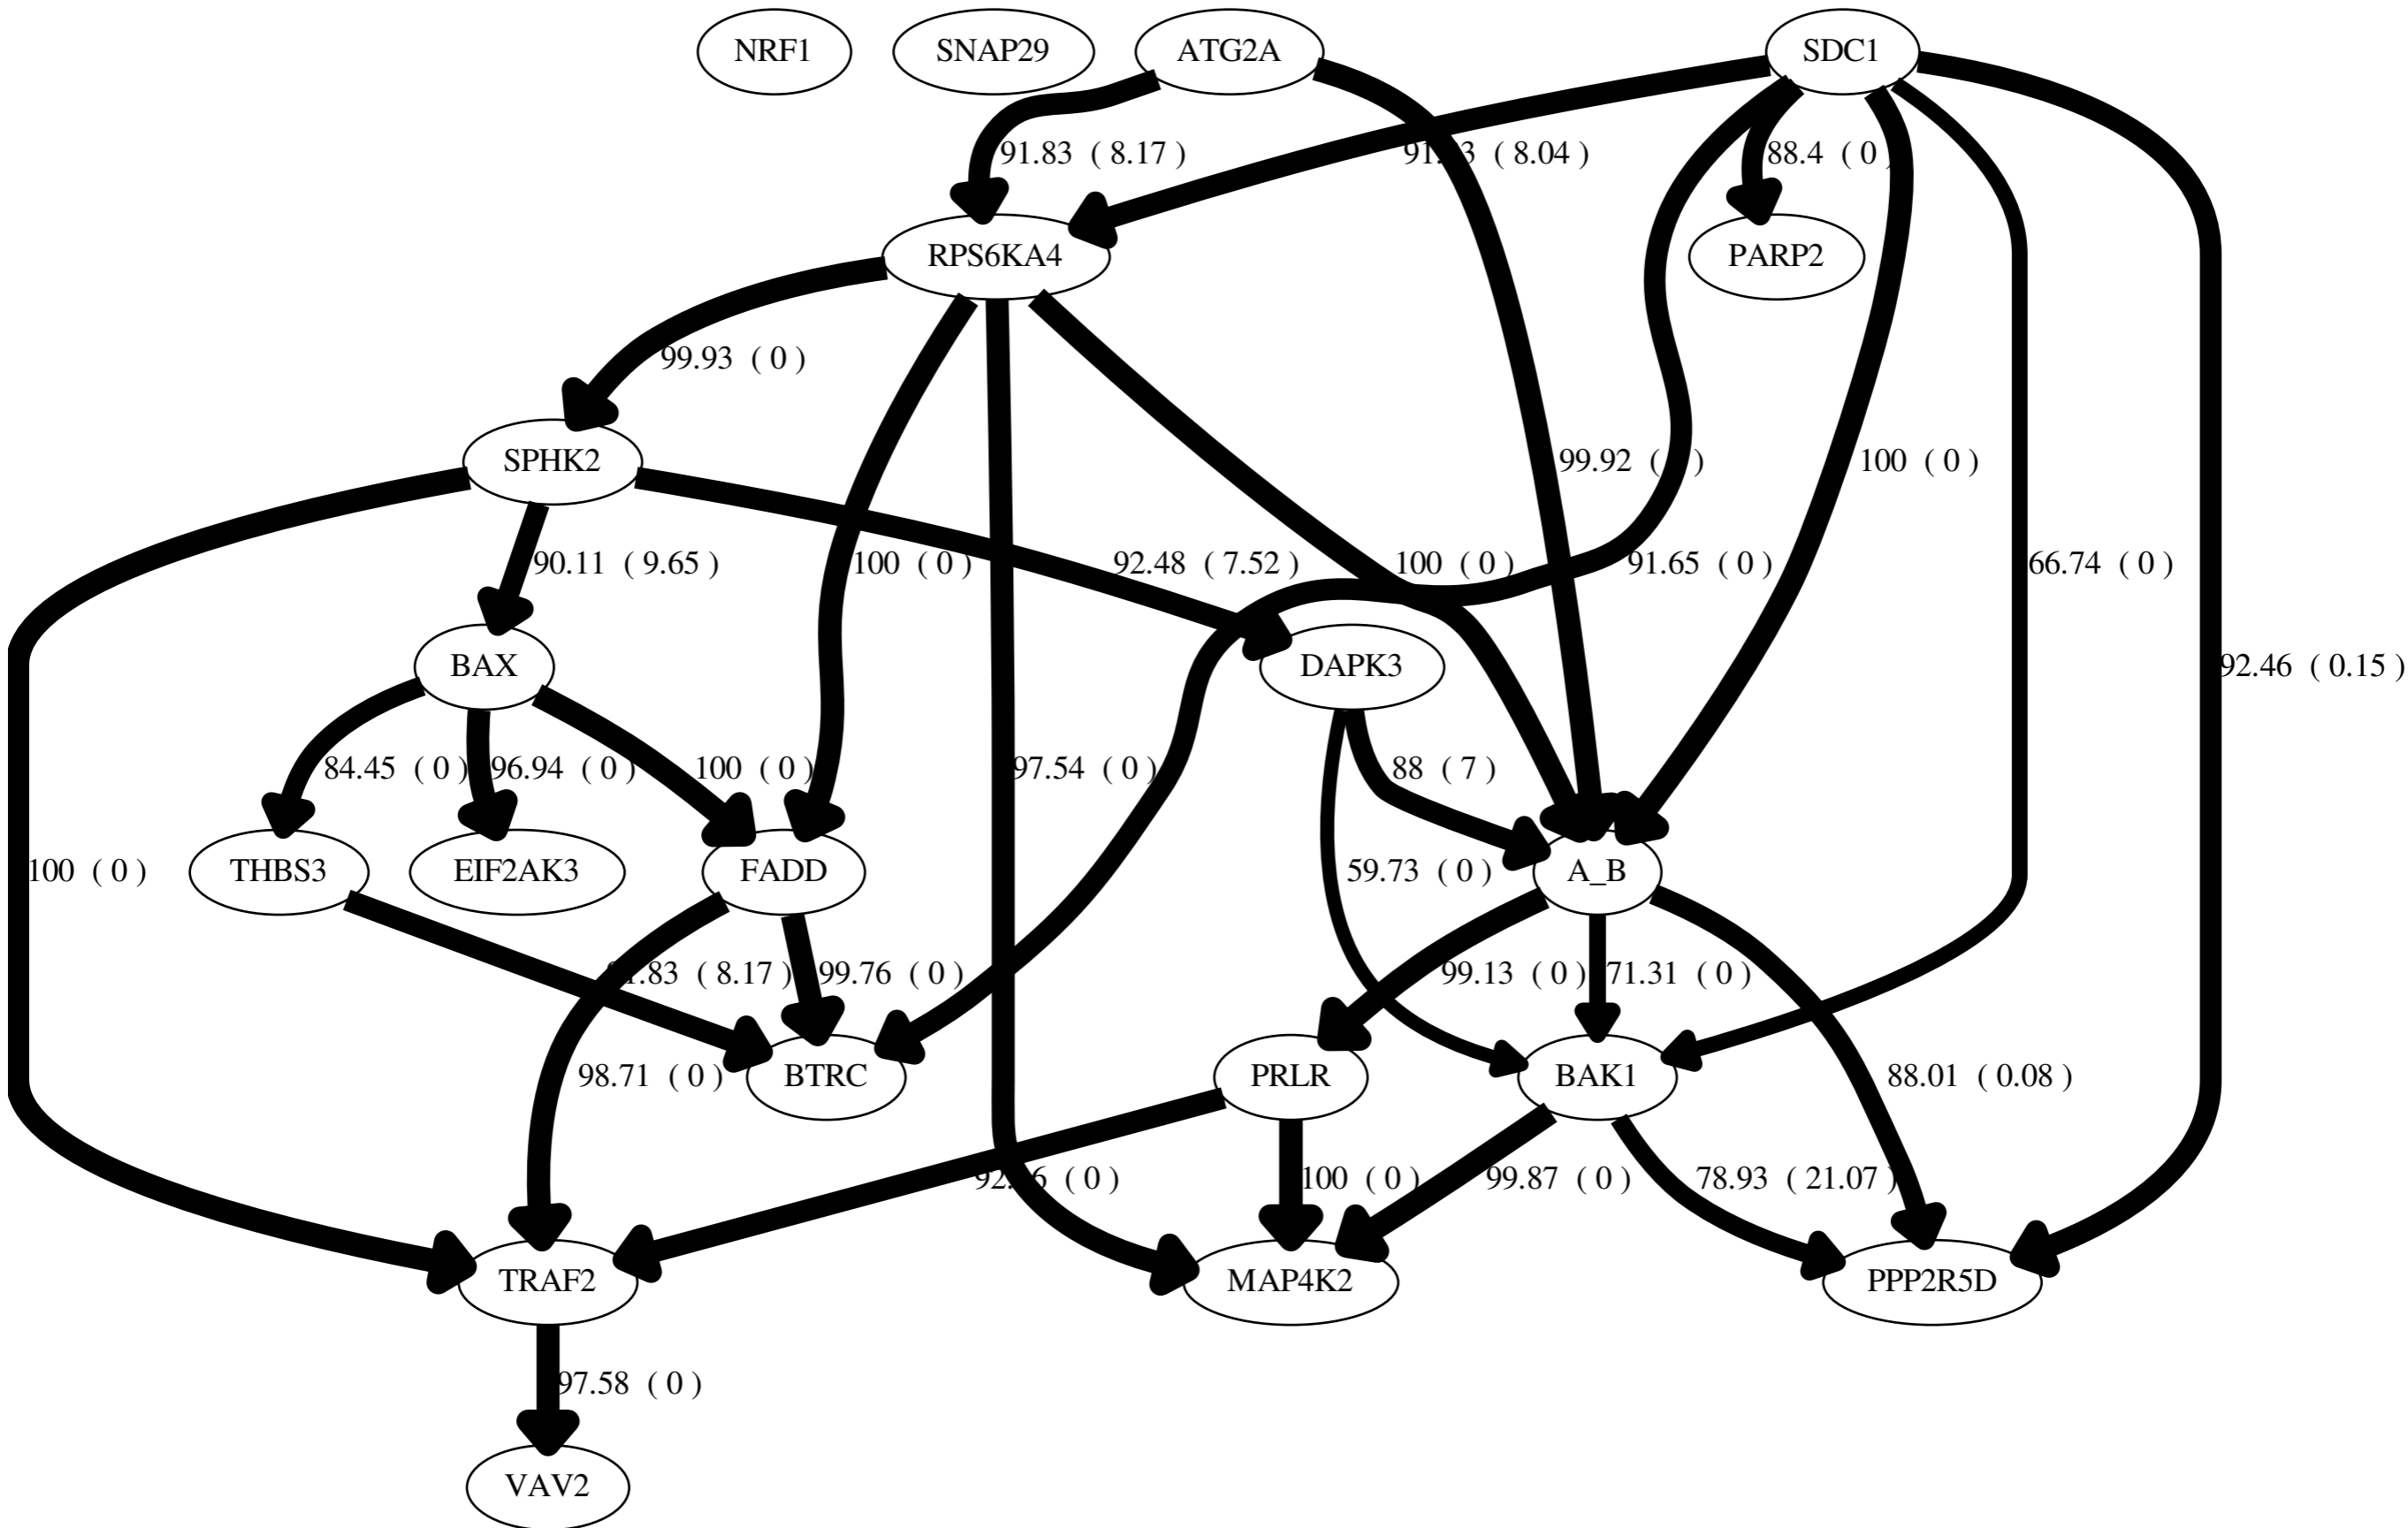 NRF1 SNAP29 ATG2A SDC1
91.83 ( 8.17 ) ( 8.04 ) 88.4 ( 0
RPS6KA4 PARP2
99.93 ( 0 )
SPHK2 99.92 100 ( 0 )
90.11 ( 9.65 ) 100 ( 0 ) 92.48 ( 7.52 ) 100 ( 0 ) 91.65 ( 0 ) 66.74 ( 0 )
BAX DAPK3 92.46 ( 0.15 )
84.45 ( 0 ) 96.94 ( 0 ) 100 ( 0 ) 97.54 ( 0 ) 88 ( 7 )
100 ( 0 ) THBS3 EIF2AK3 FADD 59.73 ( 0 ) A_B
.83 ( 8.17 ) 99.76 ( 0 ) 99.13 ( 0 ) 71.31 ( 0 )
98.71 ( 0 ) BTRC PRLR BAK1 88.01 ( 0.08 )
( 0 ) 100 ( 0 ) 99.87 ( 0 ) 78.93 ( 21.07 )
TRAF2 MAP4K2 PPP2R5D
97.58 ( 0 )
VAV2